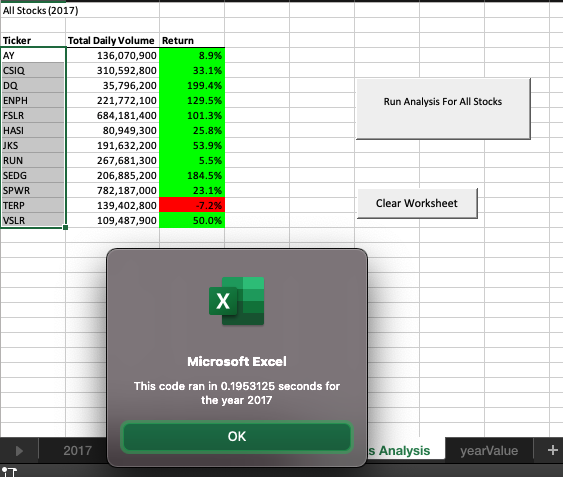 All Stocks (2017)
Ticker Total Daily Volume Return
AY 136,070,900 8.9%
CSIQ 310,592,800 33.1%
DQ 35,796,200 199.4%
ENPH 221,772,100 129.5%
FSLR 684,181,400 101.3%
HASI 80,949,300 25.8%
JKS 191,632,200 53.9%
RUN 267,681,300 5.5%
SEDG 206,885,200 184.5%
SPWR 782,187,000 23.1%
TERP 139,402,800 -7.2%
VSLR 109,487,900 50.0%
Run Analysis For All Stocks
Clear Worksheet
X
Microsoft Excel
This code ran in 0.1953125 seconds for
the year 2017
OK
2017 s Analysis yearValue +